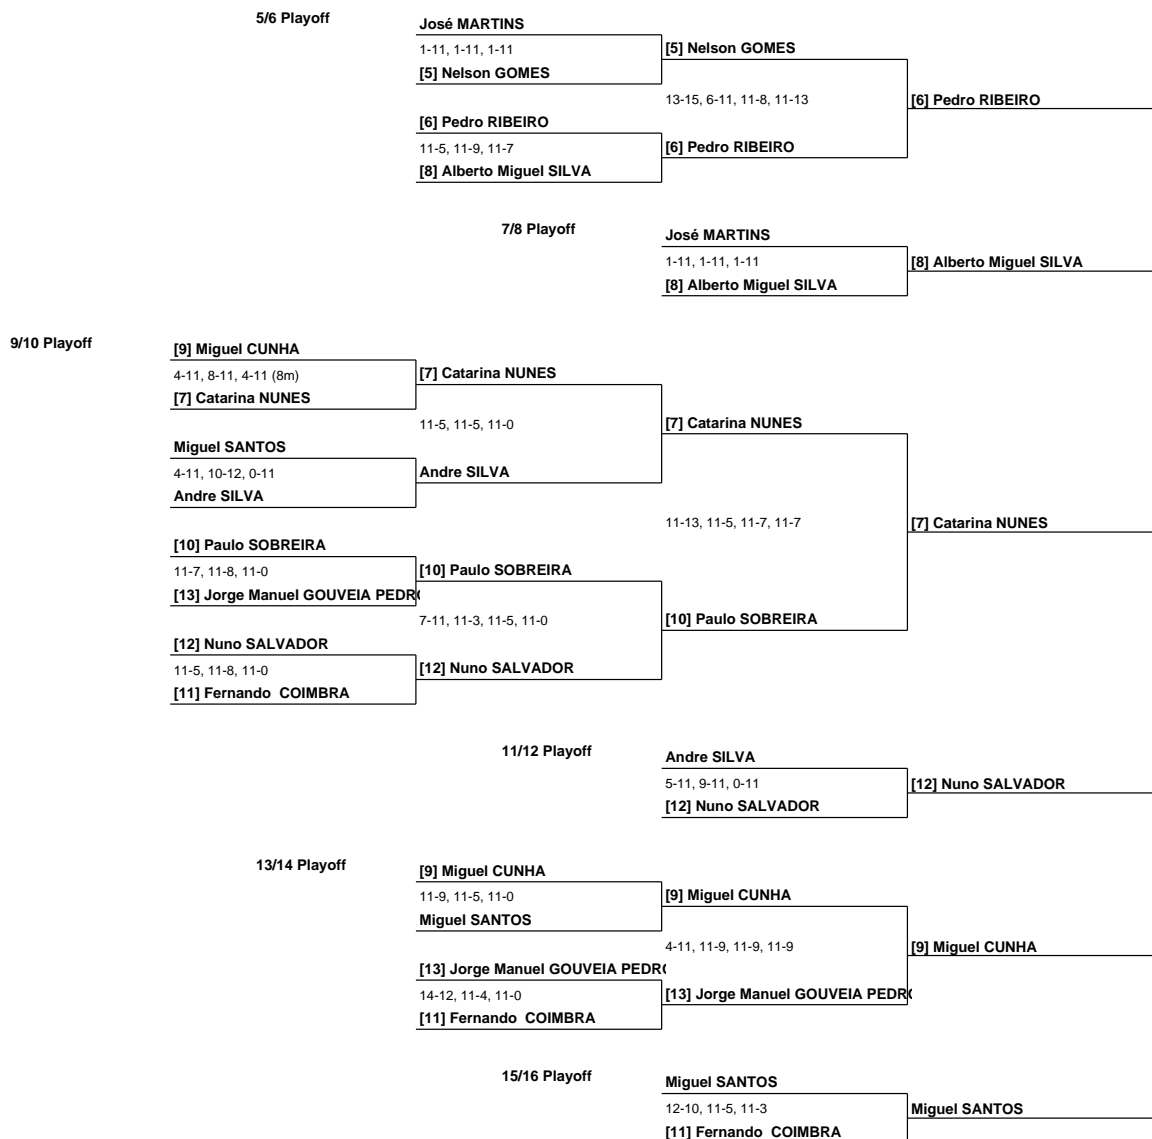 5/6 Playoff
José MARTINS
1-11, 1-11, 1-11
[5] Nelson GOMES
[5] Nelson GOMES
13-15, 6-11, 11-8, 11-13
[6] Pedro RIBEIRO
[6] Pedro RIBEIRO
11-5, 11-9, 11-7
[6] Pedro RIBEIRO
[8] Alberto Miguel SILVA
7/8 Playoff
José MARTINS
1-11, 1-11, 1-11
[8] Alberto Miguel SILVA
[8] Alberto Miguel SILVA
9/10 Playoff
[9] Miguel CUNHA
4-11, 8-11, 4-11 (8m)
[7] Catarina NUNES
[7] Catarina NUNES
11-5, 11-5, 11-0
[7] Catarina NUNES
Miguel SANTOS
4-11, 10-12, 0-11
Andre SILVA
Andre SILVA
11-13, 11-5, 11-7, 11-7
[7] Catarina NUNES
[10] Paulo SOBREIRA
11-7, 11-8, 11-0
[10] Paulo SOBREIRA
[13] Jorge Manuel GOUVEIA PEDRO
7-11, 11-3, 11-5, 11-0
[10] Paulo SOBREIRA
[12] Nuno SALVADOR
11-5, 11-8, 11-0
[12] Nuno SALVADOR
[11] Fernando  COIMBRA
11/12 Playoff
Andre SILVA
5-11, 9-11, 0-11
[12] Nuno SALVADOR
[12] Nuno SALVADOR
13/14 Playoff
[9] Miguel CUNHA
11-9, 11-5, 11-0
[9] Miguel CUNHA
Miguel SANTOS
4-11, 11-9, 11-9, 11-9
[9] Miguel CUNHA
[13] Jorge Manuel GOUVEIA PEDRO
14-12, 11-4, 11-0
[13] Jorge Manuel GOUVEIA PEDRO
[11] Fernando  COIMBRA
15/16 Playoff
Miguel SANTOS
12-10, 11-5, 11-3
Miguel SANTOS
[11] Fernando  COIMBRA